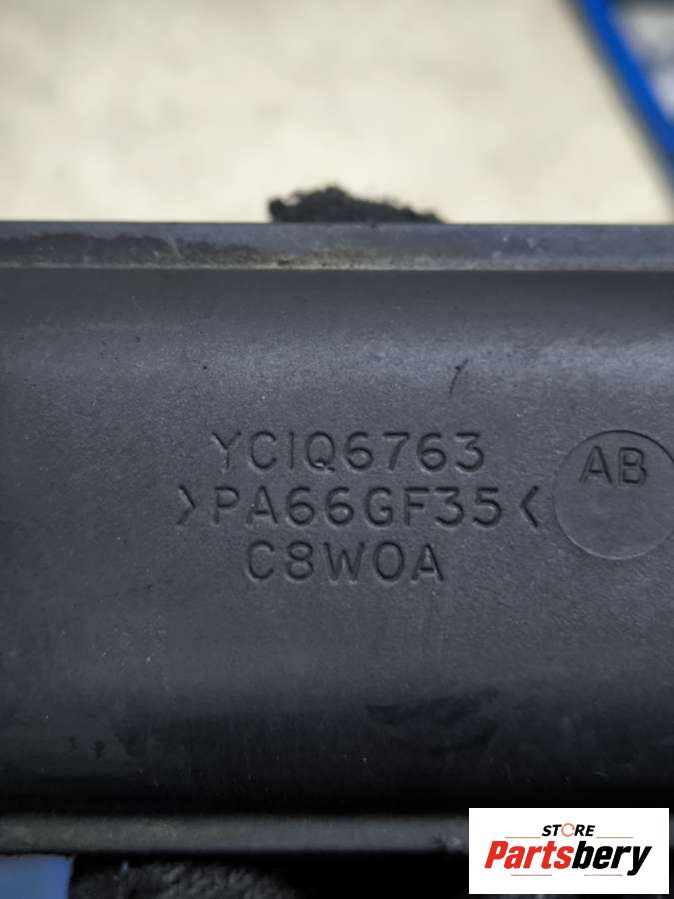 YC1Q6763
>PA66GF35<
C8W0A
AB
STORE
Partsbery